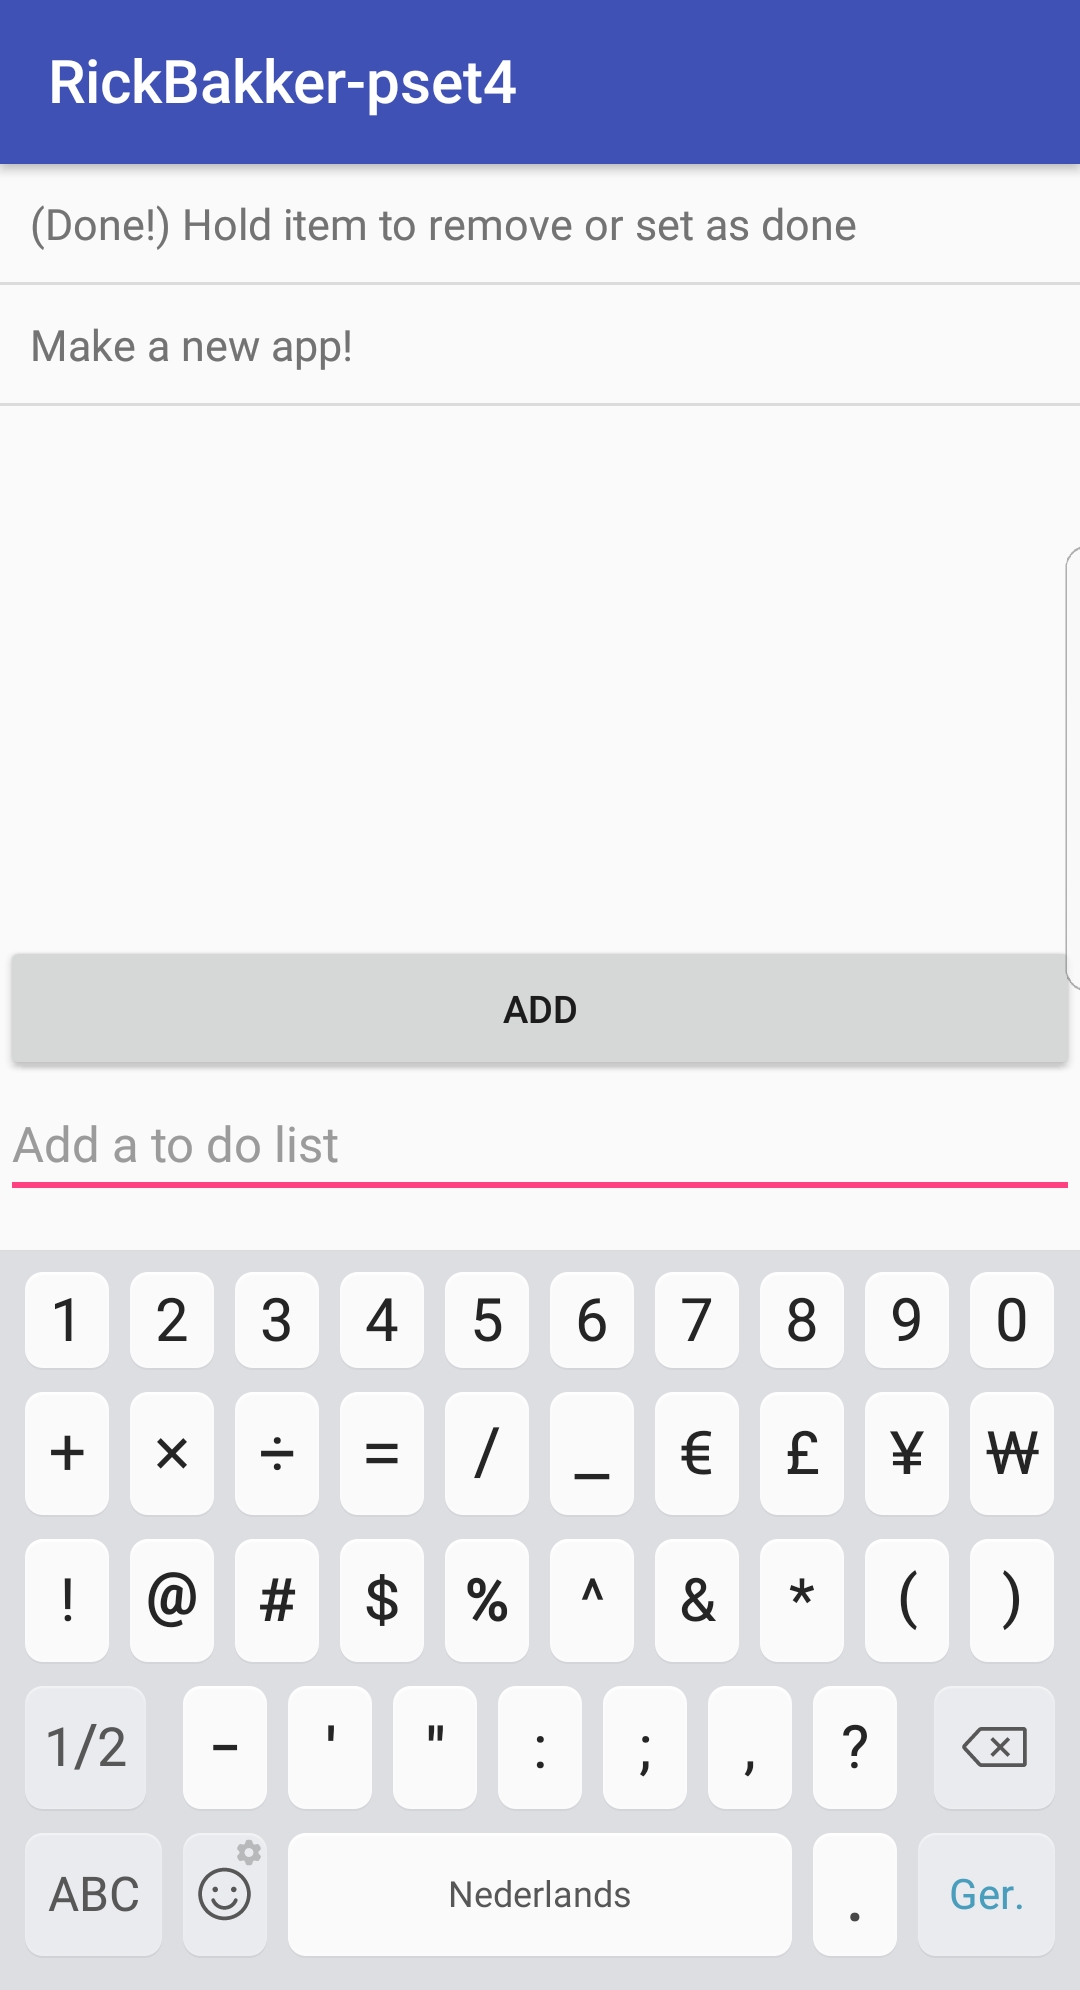 RickBakker-pset4
(Done!) Hold item to remove or set as done
Make a new app!
ADD
Add a to do list
1 2 3 4 5 6 7 8 9 0
+ × ÷ = / _ € £ ¥ ₩
! @ # $ % ^ & * ( )
1/2 - ' " : ; , ?
ABC Nederlands . Ger.